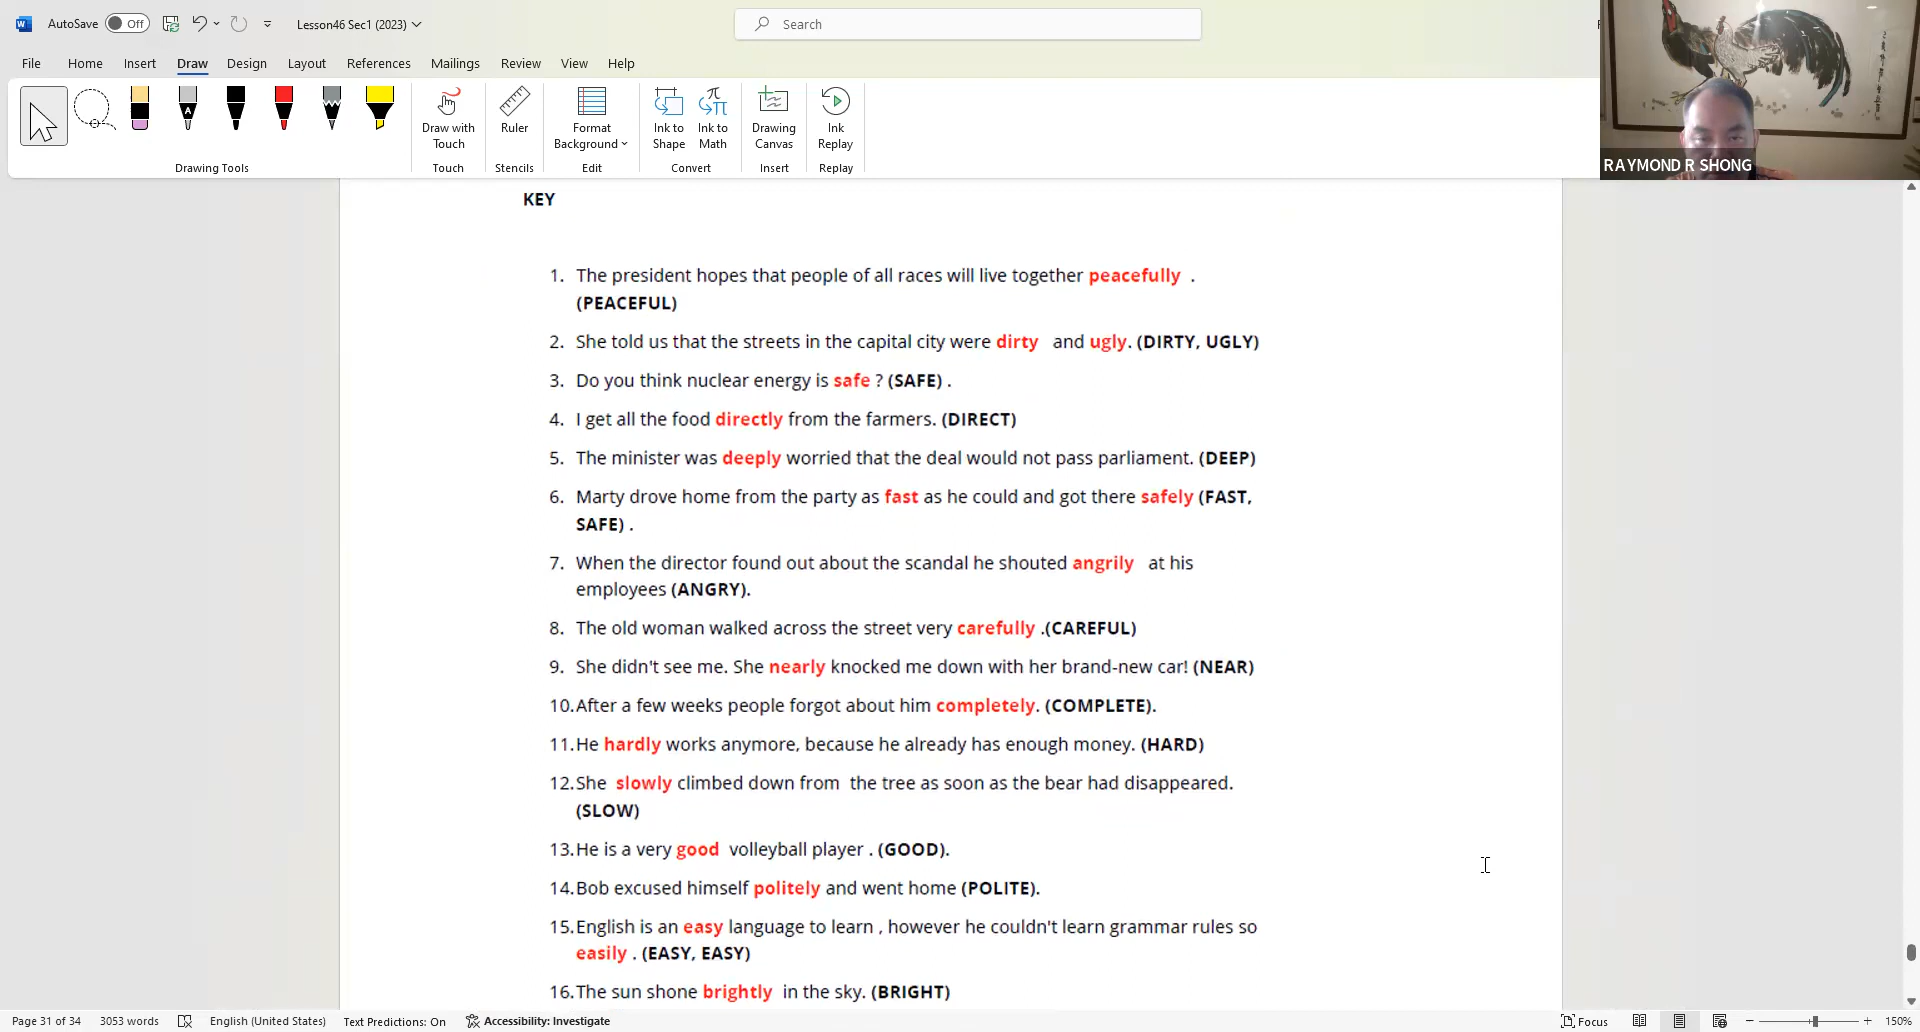 AutoSave Off Lesson46 Sec1 (2023) Search
File Home Insert Draw Design Layout References Mailings Review View Help
Draw with Touch Ruler Format Background Ink to Shape Ink to Math Drawing Canvas Ink Replay
Drawing Tools Touch Stencils Edit Convert Insert Replay
RAYMOND R SHONG
KEY
1. The president hopes that people of all races will live together peacefully .
(PEACEFUL)
2. She told us that the streets in the capital city were dirty and ugly. (DIRTY, UGLY)
3. Do you think nuclear energy is safe ? (SAFE) .
4. I get all the food directly from the farmers. (DIRECT)
5. The minister was deeply worried that the deal would not pass parliament. (DEEP)
6. Marty drove home from the party as fast as he could and got there safely (FAST,
SAFE) .
7. When the director found out about the scandal he shouted angrily at his
employees (ANGRY).
8. The old woman walked across the street very carefully .(CAREFUL)
9. She didn't see me. She nearly knocked me down with her brand-new car! (NEAR)
10. After a few weeks people forgot about him completely. (COMPLETE).
11. He hardly works anymore, because he already has enough money. (HARD)
12. She slowly climbed down from the tree as soon as the bear had disappeared.
(SLOW)
13. He is a very good volleyball player . (GOOD).
14. Bob excused himself politely and went home (POLITE).
15. English is an easy language to learn , however he couldn't learn grammar rules so
easily . (EASY, EASY)
16. The sun shone brightly in the sky. (BRIGHT)
Page 31 of 34 3053 words English (United States) Text Predictions: On Accessibility: Investigate Focus 150%